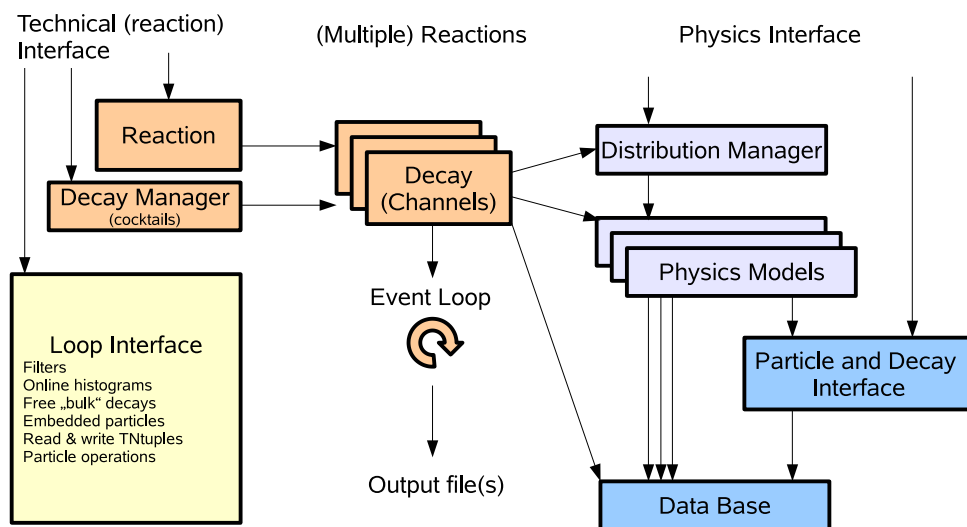 Technical (reaction)
Interface
(Multiple) Reactions
Physics Interface
Reaction
Decay Manager
(cocktails)
Decay
(Channels)
Distribution Manager
Physics Models
Event Loop
Loop Interface
Filters
Online histograms
Free „bulk“ decays
Embedded particles
Read & write TNtuples
Particle operations
Particle and Decay
Interface
Output file(s)
Data Base